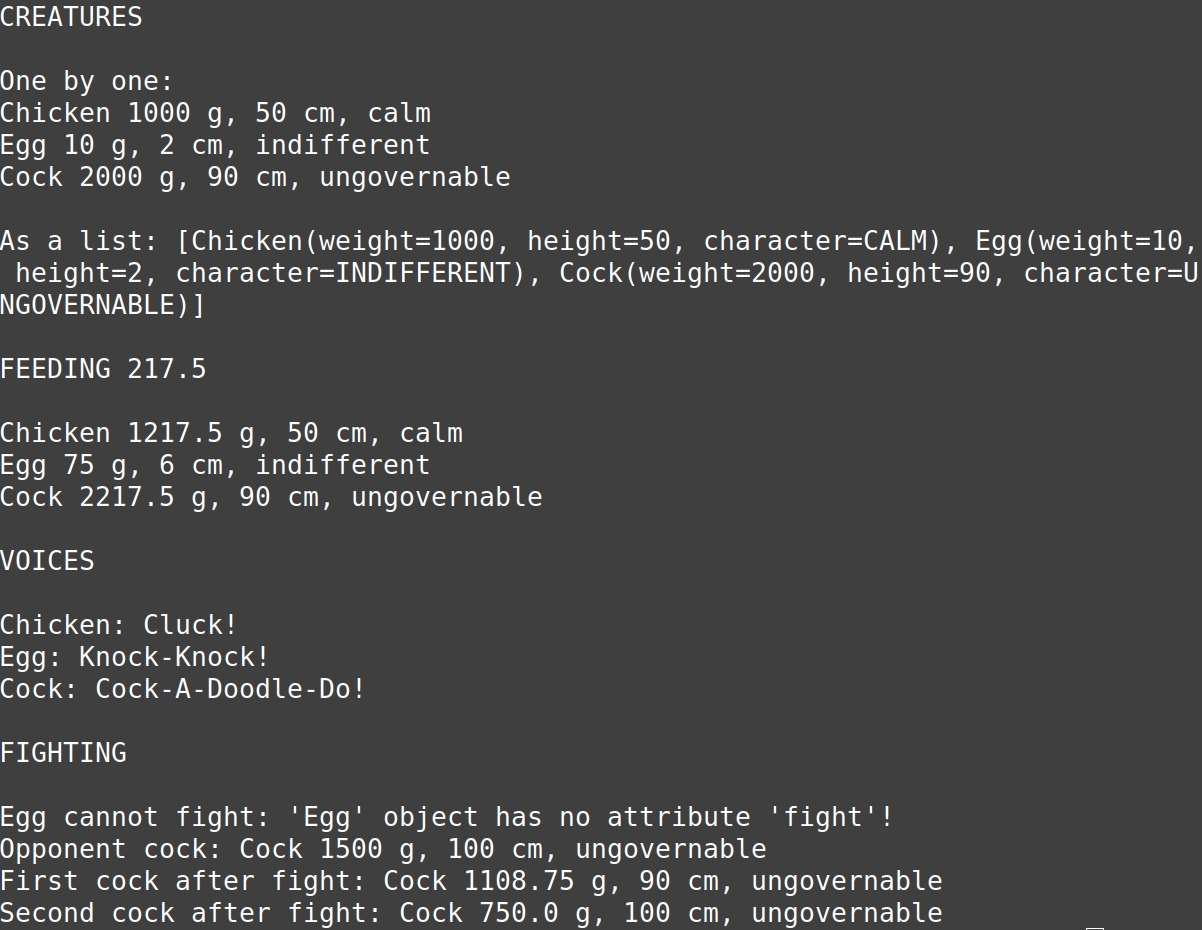 CREATURES
One by one:
Chicken 1000 g, 50 cm, calm
Egg 10 g, 2 cm, indifferent
Cock 2000 g, 90 cm, ungovernable
As a list: [Chicken(weight=1000, height=50, character=CALM), Egg(weight=10,
height=2, character=INDIFFERENT), Cock(weight=2000, height=90, character=U
NGOVERNABLE)]
FEEDING 217.5
Chicken 1217.5 g, 50 cm, calm
Egg 75 g, 6 cm, indifferent
Cock 2217.5 g, 90 cm, ungovernable
VOICES
Chicken: Cluck!
Egg: Knock-Knock!
Cock: Cock-A-Doodle-Do!
FIGHTING
Egg cannot fight: 'Egg' object has no attribute 'fight'!
Opponent cock: Cock 1500 g, 100 cm, ungovernable
First cock after fight: Cock 1108.75 g, 90 cm, ungovernable
Second cock after fight: Cock 750.0 g, 100 cm, ungovernable